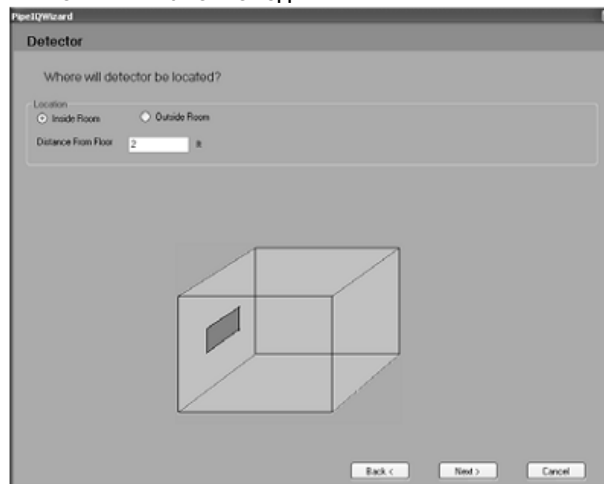 PipeIQWizard
Detector
Where will detector be located?
Location
Inside Room Outside Room
Distance From Floor 2 ft
Back < Next > Cancel